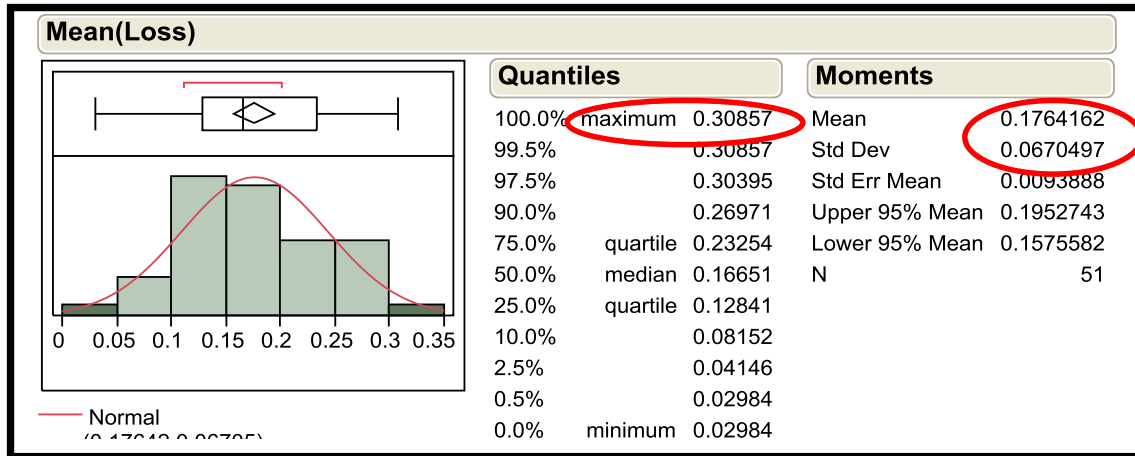 Mean(Loss)
0 0.05 0.1 0.15 0.2 0.25 0.3 0.35
Normal
(0.17642,0.06705)
Quantiles
100.0% maximum 0.30857
99.5% 0.30857
97.5% 0.30395
90.0% 0.26971
75.0% quartile 0.23254
50.0% median 0.16651
25.0% quartile 0.12841
10.0% 0.08152
2.5% 0.04146
0.5% 0.02984
0.0% minimum 0.02984
Moments
Mean 0.1764162
Std Dev 0.0670497
Std Err Mean 0.0093888
Upper 95% Mean 0.1952743
Lower 95% Mean 0.1575582
N 51